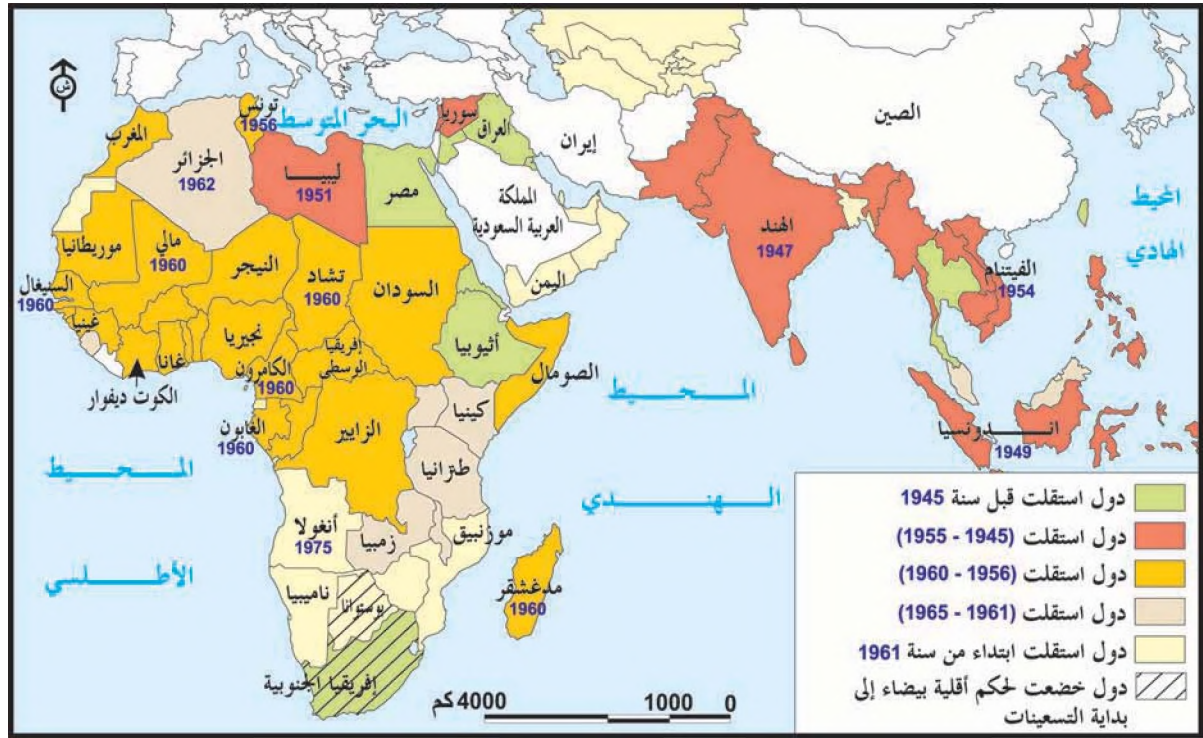 ش
البحر المتوسط
تونس
1956
المغرب
الجزائر
1962
ليبيا
1951
مصر
سوريا
العراق
إيران
المملكة
العربية السعودية
اليمن
الصين
الهند
1947
الفيتنام
1954
المحيط
الهادي
موريطانيا
مالي
1960
النيجر
تشاد
1960
السودان
السنيغال
1960
غينيا
غانا
نجيريا
الكوت ديفوار
الكامرون
1960
إفريقيا
الوسطى
أثيوبيا
الصومال
الغابون
1960
الزايير
كينيا
طنزانيا
أنغولا
1975
زمبيا
موزنبيق
ناميبيا
بوستوانا
مدغشقر
1960
إفريقيا الجنوبية
المحيط
الأطلسي
المحيط
الهندي
اندونسيا
1949
دول استقلت قبل سنة 1945
دول استقلت (1945 - 1955)
دول استقلت (1956 - 1960)
دول استقلت (1961 - 1965)
دول استقلت ابتداء من سنة 1961
دول خضعت لحكم أقلية بيضاء إلى
بداية التسعينات
0 1000 4000 كم